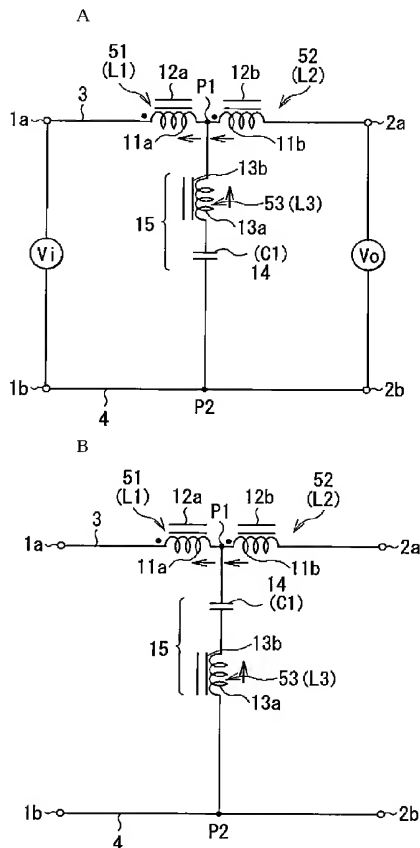 A
51
(L1)
12a
P1
12b
52
(L2)
3
1a
2a
11a
11b
13b
53(L3)
15
13a
(C1)
14
Vi
Vo
1b
4
P2
2b
B
51
(L1)
12a
P1
12b
52
(L2)
3
1a
2a
11a
11b
14
(C1)
15
13b
53(L3)
13a
1b
4
P2
2b